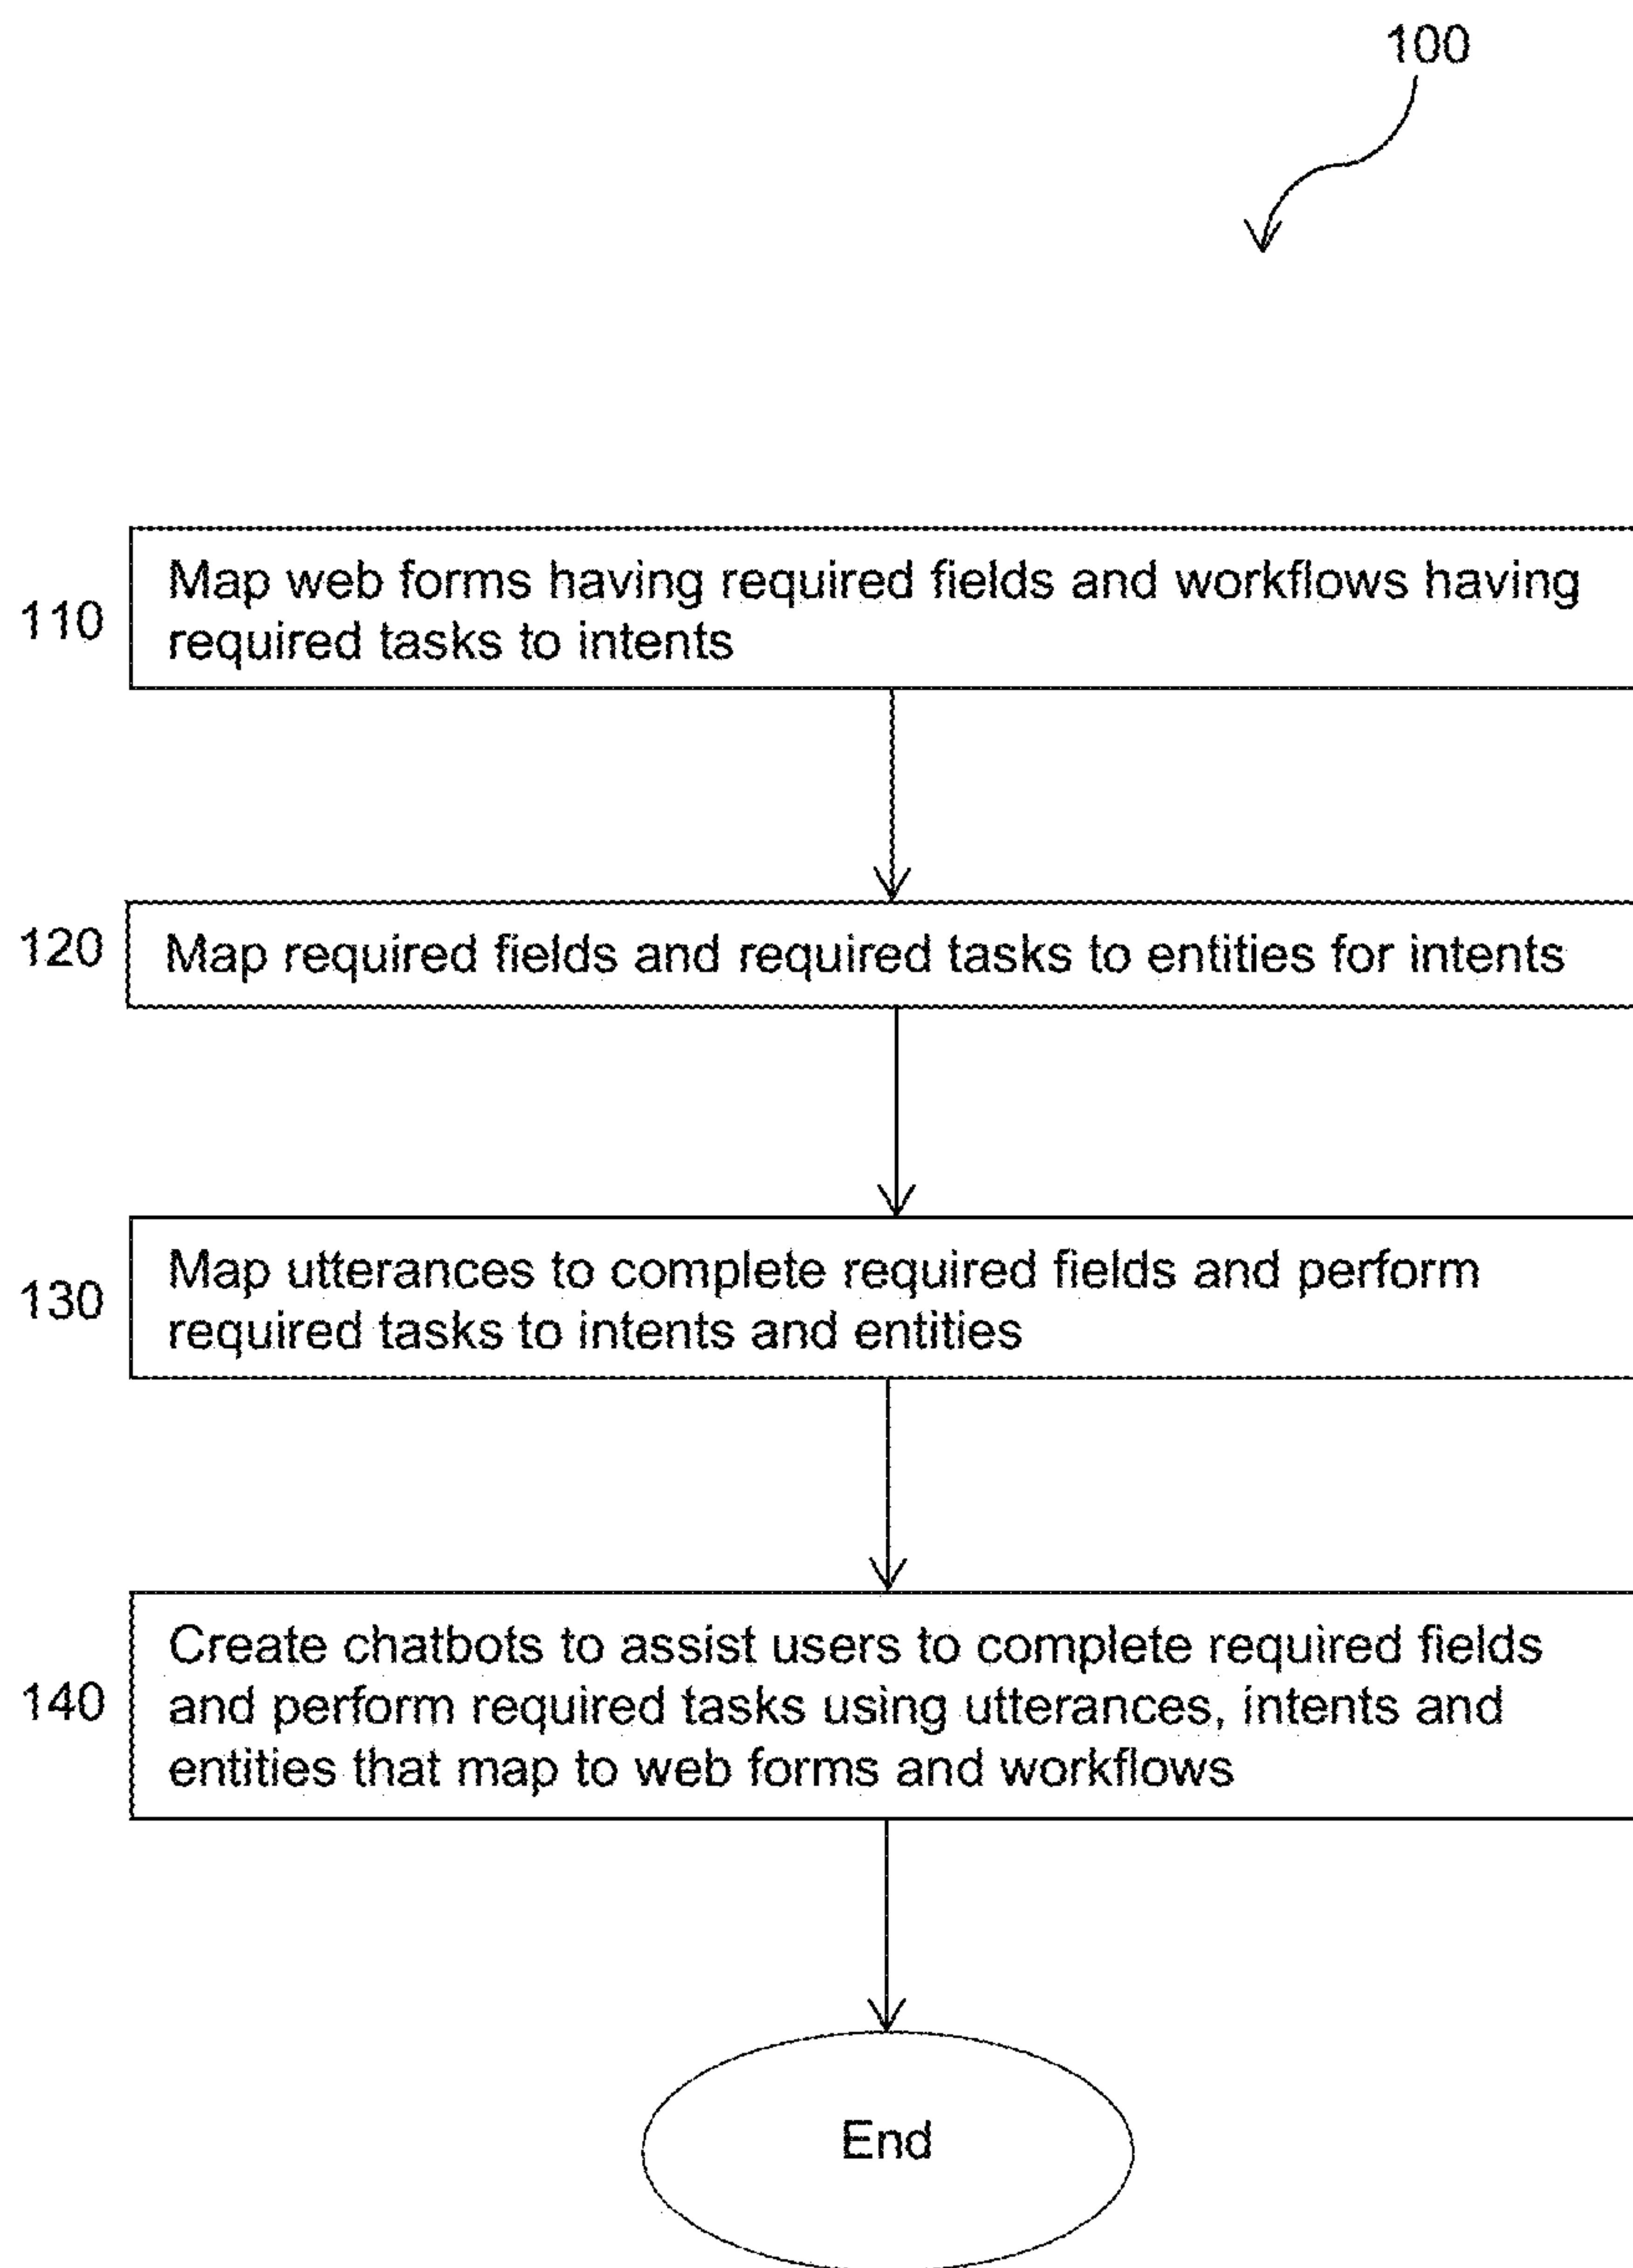 100
110
Map web forms having required fields and workflows having
required tasks to intents
120
Map required fields and required tasks to entities for intents
130
Map utterances to complete required fields and perform
required tasks to intents and entities
140
Create chatbots to assist users to complete required fields
and perform required tasks using utterances, intents and
entities that map to web forms and workflows
End